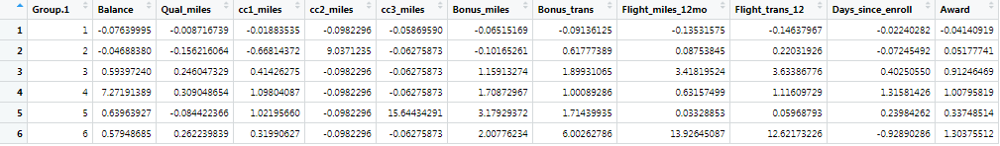 Group.1 Balance Qual_miles cc1_miles cc2_miles cc3_miles Bonus_miles Bonus_trans Flight_miles_12mo Flight_trans_12 Days_since_enroll Award
1 1 -0.07639995 -0.008716739 -0.01883535 -0.0982296 -0.05869590 -0.06515169 -0.09136125 -0.13531575 -0.14637967 -0.02240282 -0.04140919
2 2 -0.04688380 -0.156216064 -0.66814372 9.0371235 -0.06275873 -0.10165261 0.61777389 0.08753845 0.22031926 -0.07245492 0.05177741
3 3 0.59397240 0.246047329 0.41426275 -0.0982296 -0.06275873 1.15913274 1.89931065 3.41819524 3.63386776 0.40250550 0.91246469
4 4 7.27191389 0.309048654 1.09804087 -0.0982296 -0.06275873 1.70872967 1.00089286 0.63157499 1.11609729 1.31581426 1.00795819
5 5 0.63963927 -0.084422366 1.02195660 -0.0982296 15.64434291 3.17929372 1.71439935 0.03328853 0.05968793 0.23984262 0.33748514
6 6 0.57948685 0.262239839 0.31990627 -0.0982296 -0.06275873 2.00776234 6.00262786 13.92645087 12.62173226 -0.92890286 1.30375512